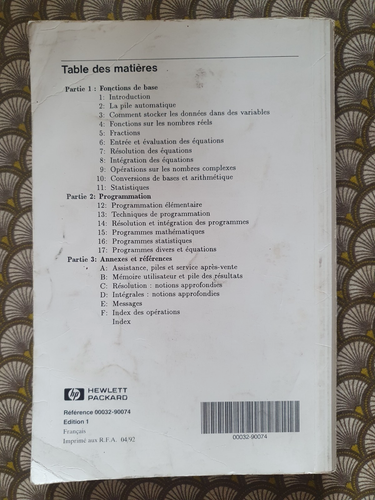 Table des matières
Partie 1 : Fonctions de base
1: Introduction
2: La pile automatique
3: Comment stocker les données dans des variables
4: Fonctions sur les nombres réels
5: Fractions
6: Entrée et évaluation des équations
7: Résolution des équations
8: Intégration des équations
9: Opérations sur les nombres complexes
10: Conversions de bases et arithmétique
11: Statistiques
Partie 2: Programmation
12: Programmation élémentaire
13: Techniques de programmation
14: Résolution et intégration des programmes
15: Programmes mathématiques
16: Programmes statistiques
17: Programmes divers et équations
Partie 3: Annexes et références
A: Assistance, piles et service après-vente
B: Mémoire utilisateur et pile des résultats
C: Résolution : notions approfondies
D: Intégrales : notions approfondies
E: Messages
F: Index des opérations
Index
hp HEWLETT
PACKARD
Référence 00032-90074
Edition 1
Français
Imprimé aux R.F.A. 04/92
00032-90074